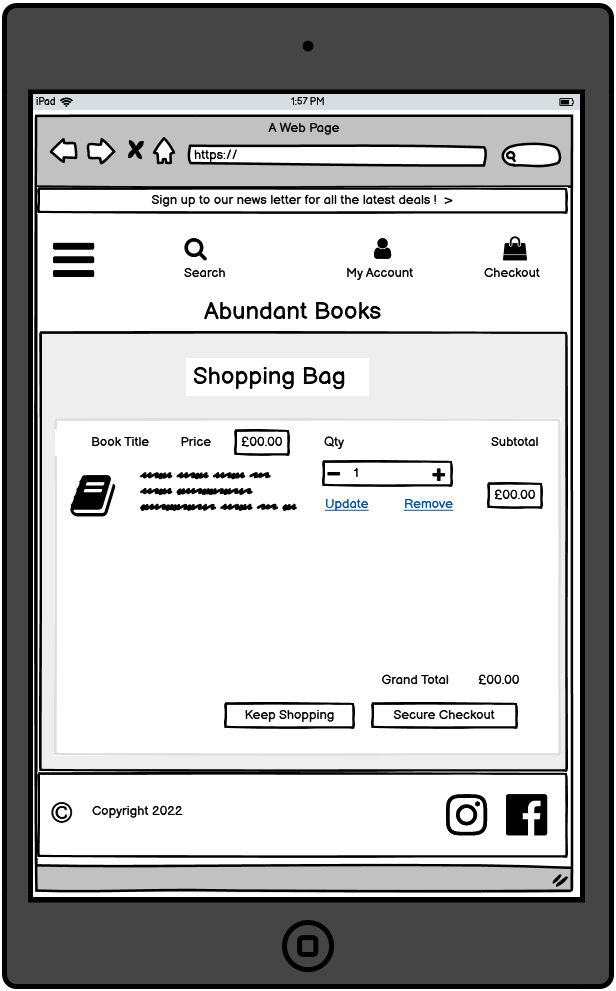 iPad 1:57 PM
A Web Page
https://
Sign up to our news letter for all the latest deals ! >
Search My Account Checkout
Abundant Books
Shopping Bag
Book Title Price £00.00 Qty Subtotal
1
£00.00
Update Remove
Grand Total £00.00
Keep Shopping Secure Checkout
© Copyright 2022